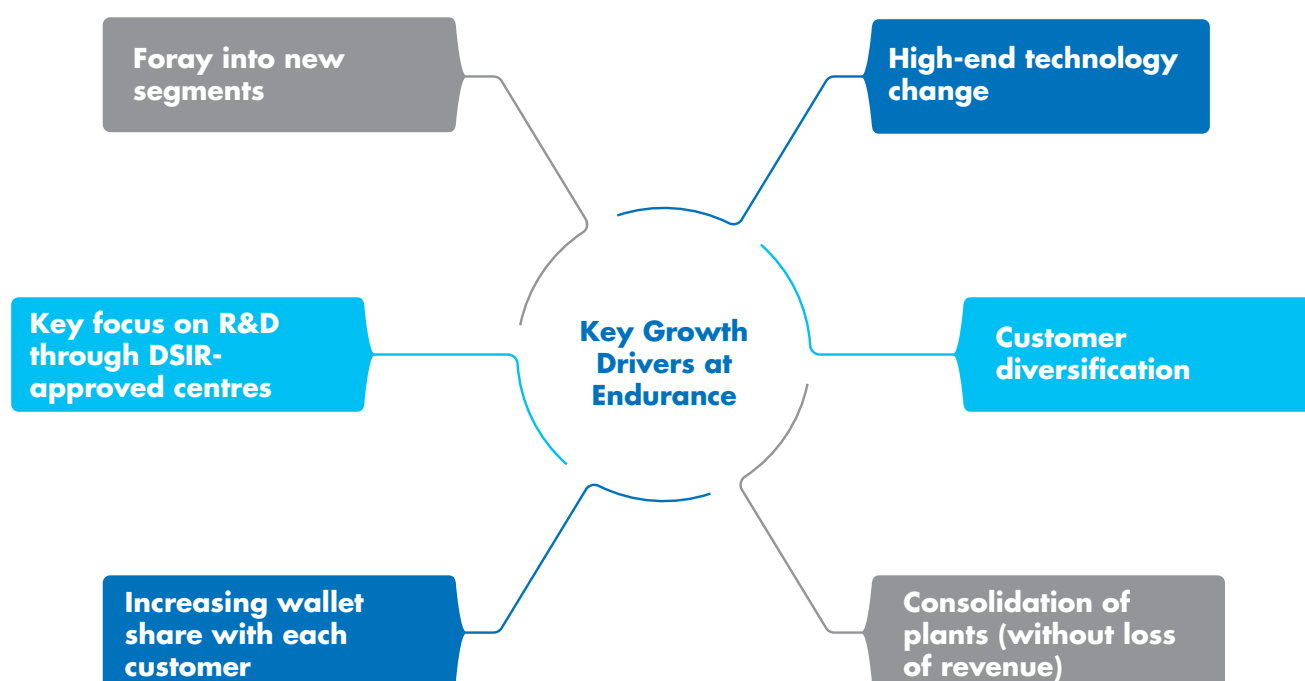 Foray into new
segments
High-end technology
change
Key focus on R&D
through DSIR-
approved centres
Key Growth
Drivers at
Endurance
Customer
diversification
Increasing wallet
share with each
customer
Consolidation of
plants (without loss
of revenue)